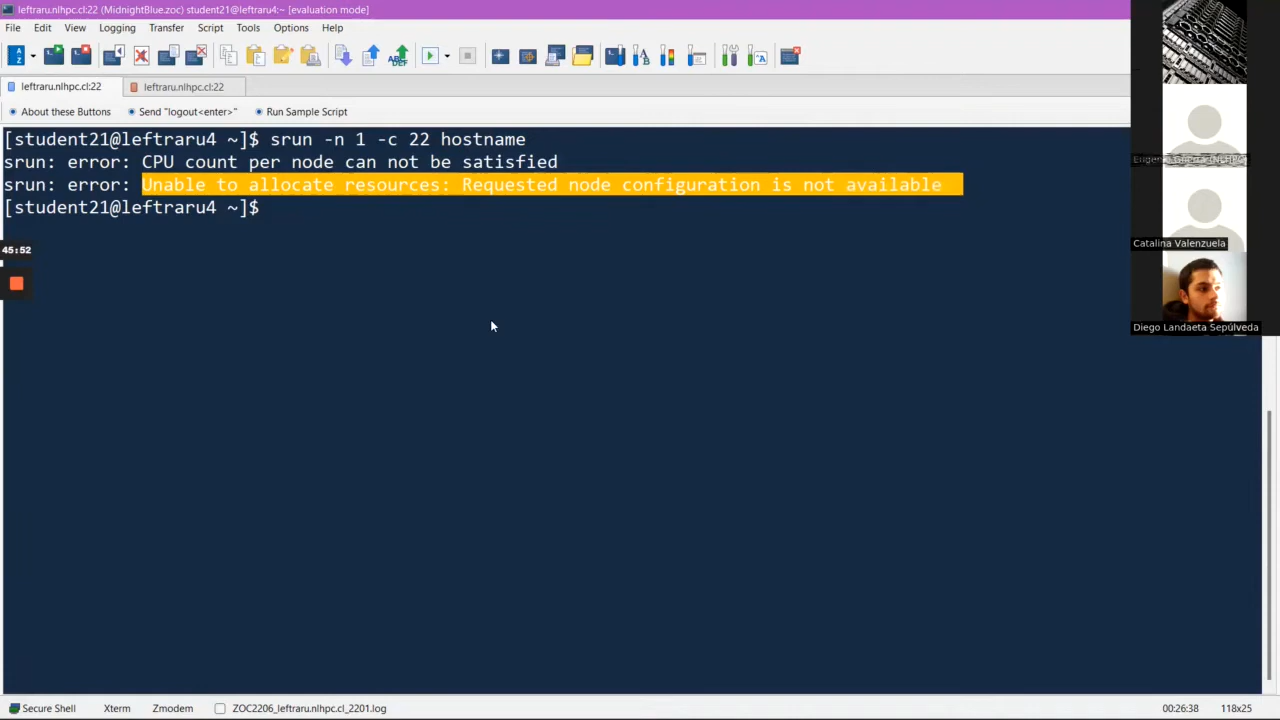 leftraru.nlhpc.cl:22 (MidnightBlue.zoc) student21@leftraru4:~ [evaluation mode]
File Edit View Logging Transfer Script Tools Options Help
leftraru.nlhpc.cl:22 leftraru.nlhpc.cl:22
About these Buttons Send "logout<enter>" Run Sample Script
[student21@leftraru4 ~]$ srun -n 1 -c 22 hostname
srun: error: CPU count per node can not be satisfied
srun: error: Unable to allocate resources: Requested node configuration is not available
[student21@leftraru4 ~]$
45:52
Catalina Valenzuela
Diego Landaeta Sepúlveda
Secure Shell Xterm Zmodem ZOC2206_leftraru.nlhpc.cl_2201.log 00:26:38 118x25